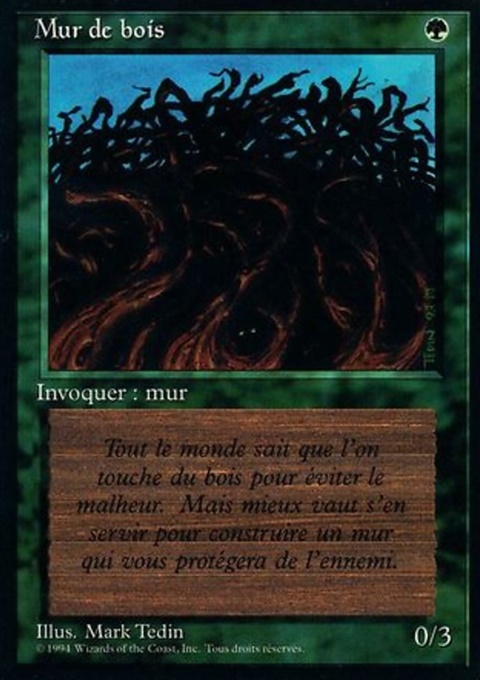 Mur de bois
TEDIN 93 M
Invoquer : mur
Tout le monde sait que l'on
touche du bois pour éviter le
malheur. Mais mieux vaut s'en
servir pour construire un mur
qui vous protégera de l'ennemi.
Illus. Mark Tedin
0/3
© 1994 Wizards of the Coast, Inc. Tous droits réservés.